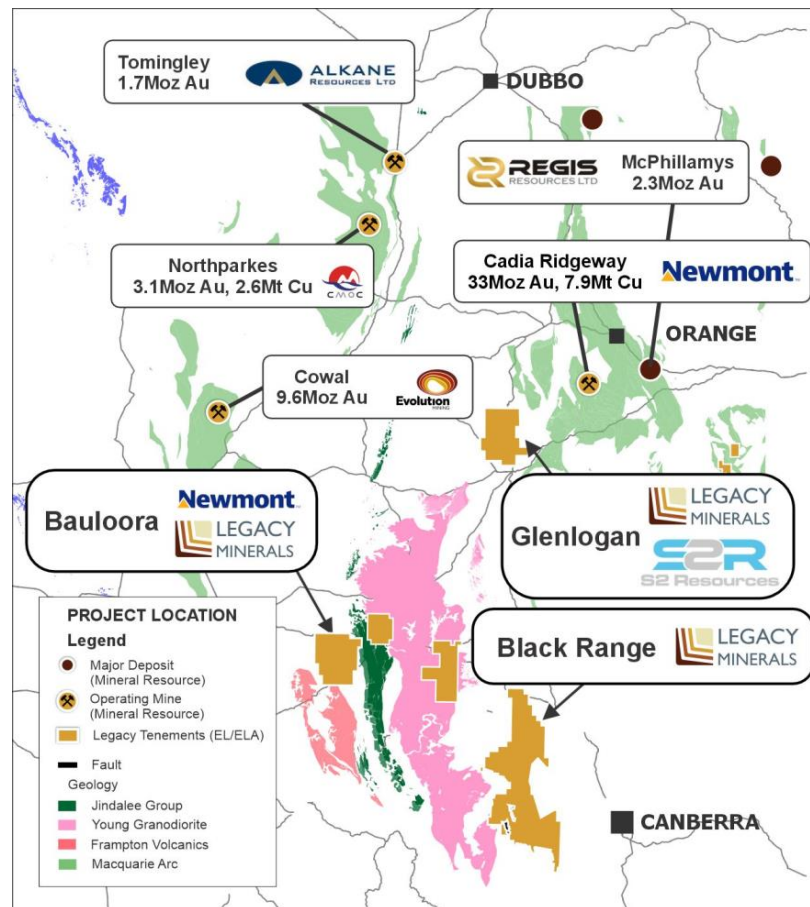 Tomingley
1.7Moz Au
ALKANE
RESOURCES LTD
DUBBO
REGIS
RESOURCES LTD
McPhillamys
2.3Moz Au
Northparkes
3.1Moz Au, 2.6Mt Cu
CMOC
Cadia Ridgeway
33Moz Au, 7.9Mt Cu
Newmont
ORANGE
Cowal
9.6Moz Au
Evolution
MINING
Bauloora
Newmont
LEGACY
MINERALS
Glenlogan
LEGACY
MINERALS
S2R
S2 Resources
Black Range
LEGACY
MINERALS
PROJECT LOCATION
Legend
Major Deposit
(Mineral Resource)
Operating Mine
(Mineral Resource)
Legacy Tenements (EL/ELA)
Fault
Geology
Jindalee Group
Young Granodiorite
Frampton Volcanics
Macquarie Arc
CANBERRA